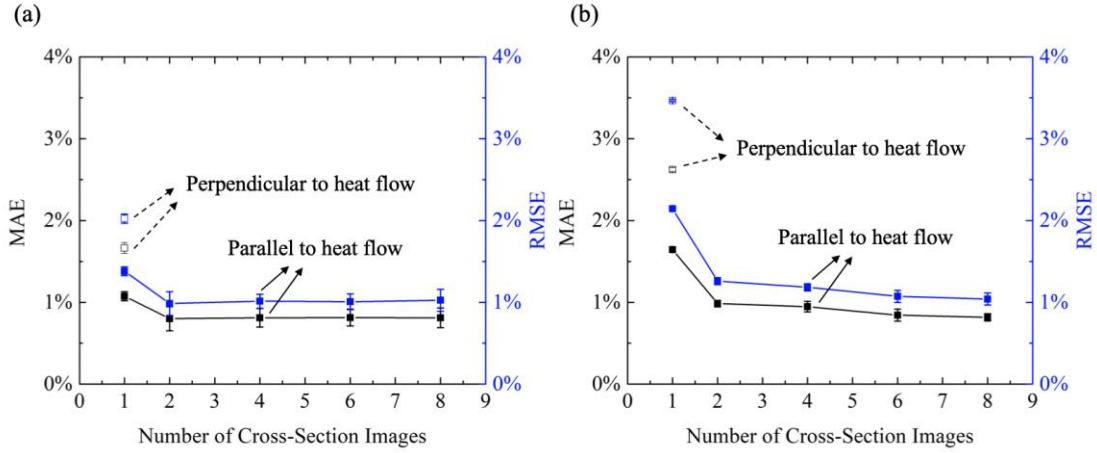 (a)
4%
3%
2%
1%
0%
MAE
4%
3%
2%
1%
0%
RMSE
Perpendicular to heat flow
Parallel to heat flow
0 1 2 3 4 5 6 7 8 9
Number of Cross-Section Images
(b)
4%
3%
2%
1%
0%
MAE
4%
3%
2%
1%
0%
RMSE
Perpendicular to heat flow
Parallel to heat flow
0 1 2 3 4 5 6 7 8 9
Number of Cross-Section Images